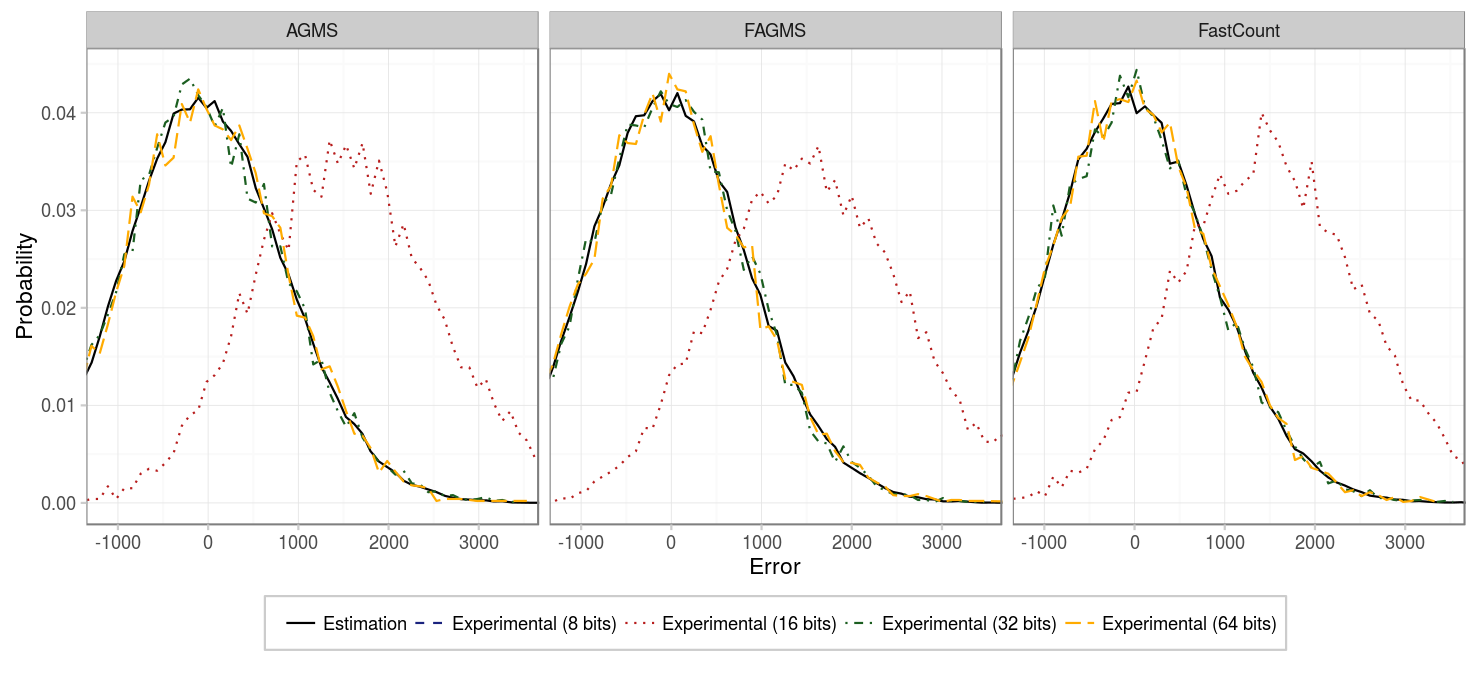 AGMS FAGMS FastCount
0.04
0.03
0.02
0.01
0.00
Probability
-1000 0 1000 2000 3000 -1000 0 1000 2000 3000 -1000 0 1000 2000 3000
Error
Estimation Experimental (8 bits) Experimental (16 bits) Experimental (32 bits) Experimental (64 bits)